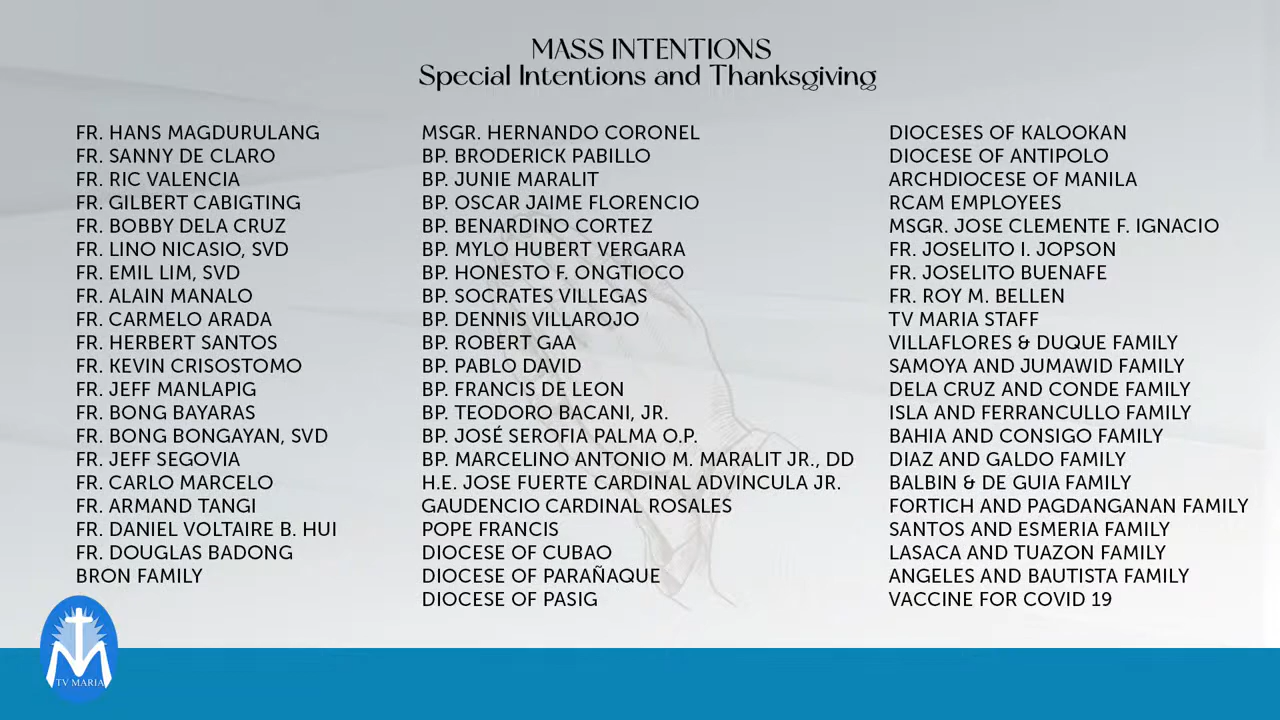 MASS INTENTIONS
Special Intentions and Thanksgiving
FR. HANS MAGDURULANG
FR. SANNY DE CLARO
FR. RIC VALENCIA
FR. GILBERT CABIGTING
FR. BOBBY DELA CRUZ
FR. LINO NICASIO, SVD
FR. EMIL LIM, SVD
FR. ALAIN MANALO
FR. CARMELO ARADA
FR. HERBERT SANTOS
FR. KEVIN CRISOSTOMO
FR. JEFF MANLAPIG
FR. BONG BAYARAS
FR. BONG BONGAYAN, SVD
FR. JEFF SEGOVIA
FR. CARLO MARCELO
FR. ARMAND TANGI
FR. DANIEL VOLTAIRE B. HUI
FR. DOUGLAS BADONG
BRON FAMILY
MSGR. HERNANDO CORONEL
BP. BRODERICK PABILLO
BP. JUNIE MARALIT
BP. OSCAR JAIME FLORENCIO
BP. BENARDINO CORTEZ
BP. MYLO HUBERT VERGARA
BP. HONESTO F. ONGTIOCO
BP. SOCRATES VILLEGAS
BP. DENNIS VILLAROJO
BP. ROBERT GAA
BP. PABLO DAVID
BP. FRANCIS DE LEON
BP. TEODORO BACANI, JR.
BP. JOSÉ SEROFIA PALMA O.P.
BP. MARCELINO ANTONIO M. MARALIT JR., DD
H.E. JOSE FUERTE CARDINAL ADVINCULA JR.
GAUDENCIO CARDINAL ROSALES
POPE FRANCIS
DIOCESE OF CUBAO
DIOCESE OF PARAÑAQUE
DIOCESE OF PASIG
DIOCESES OF KALOOKAN
DIOCESE OF ANTIPOLO
ARCHDIOCESE OF MANILA
RCAM EMPLOYEES
MSGR. JOSE CLEMENTE F. IGNACIO
FR. JOSELITO I. JOPSON
FR. JOSELITO BUENAFE
FR. ROY M. BELLEN
TV MARIA STAFF
VILLAFLORES & DUQUE FAMILY
SAMOYA AND JUMAWID FAMILY
DELA CRUZ AND CONDE FAMILY
ISLA AND FERRANCULLO FAMILY
BAHIA AND CONSIGO FAMILY
DIAZ AND GALDO FAMILY
BALBIN & DE GUIA FAMILY
FORTICH AND PAGDANGANAN FAMILY
SANTOS AND ESMERIA FAMILY
LASACA AND TUAZON FAMILY
ANGELES AND BAUTISTA FAMILY
VACCINE FOR COVID 19
TV MARIA